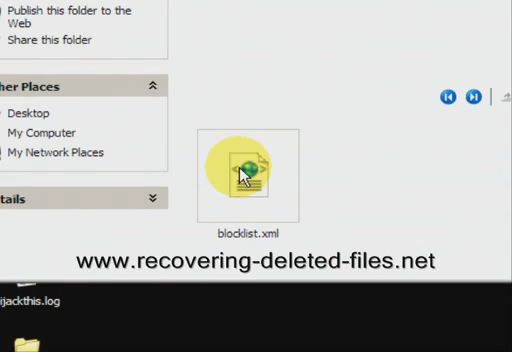 Publish this folder to the
Web
Share this folder
her Places
Desktop
My Computer
My Network Places
tails
blocklist.xml
www.recovering-deleted-files.net
ijackthis.log